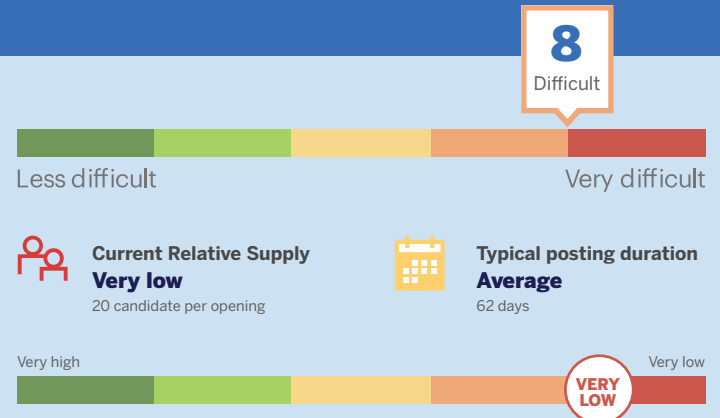 8
Difficult
Less difficult
Very difficult
Current Relative Supply
Very low
20 candidate per opening
Typical posting duration
Average
62 days
Very high
Very low
VERY
LOW